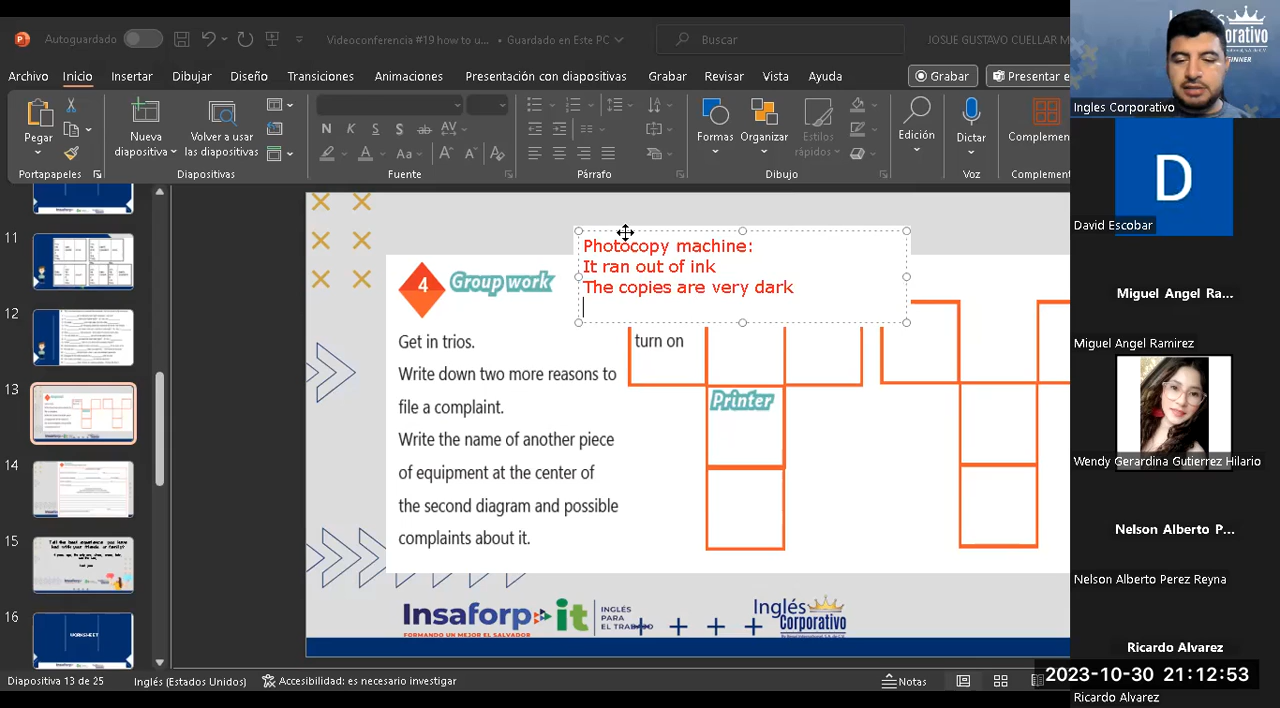 Autoguardado
Videoconferencia #19 how to u... • Guardado en Este PC
Buscar
JOSUE GUSTAVO CUELLAR M
Archivo Inicio Insertar Dibujar Diseño Transiciones Animaciones Presentación con diapositivas Grabar Revisar Vista Ayuda
Grabar
Presentar e
Pegar
Nueva diapositiva
Volver a usar las diapositivas
N K S S ab AV
A Aa A A A
Formas
Organizar
Estilos rápidos
Edición
Dictar
Complemen
Portapapeles
Diapositivas
Fuente
Párrafo
Dibujo
Voz
Complement
11
12
13
14
15
16
WORKSHEET
Photocopy machine:
It ran out of ink
The copies are very dark
4 Group work
Get in trios.
Write down two more reasons to
file a complaint.
Write the name of another piece
of equipment at the center of
the second diagram and possible
complaints about it.
turn on
Printer
Insaforp it
FORMANDO UN MEJOR EL SALVADOR
INGLÉS
PARA
EL TRABAJO
Inglés
Corporativo
Diapositiva 13 de 25
Inglés (Estados Unidos)
Accesibilidad: es necesario investigar
Notas
Ingles Corporativo
D
David Escobar
Miguel Angel Ra...
Miguel Angel Ramirez
Wendy Gerardina Gutierrez Hilario
Nelson Alberto P...
Nelson Alberto Perez Reyna
Ricardo Alvarez
2023-10-30 21:12:53
Ricardo Alvarez